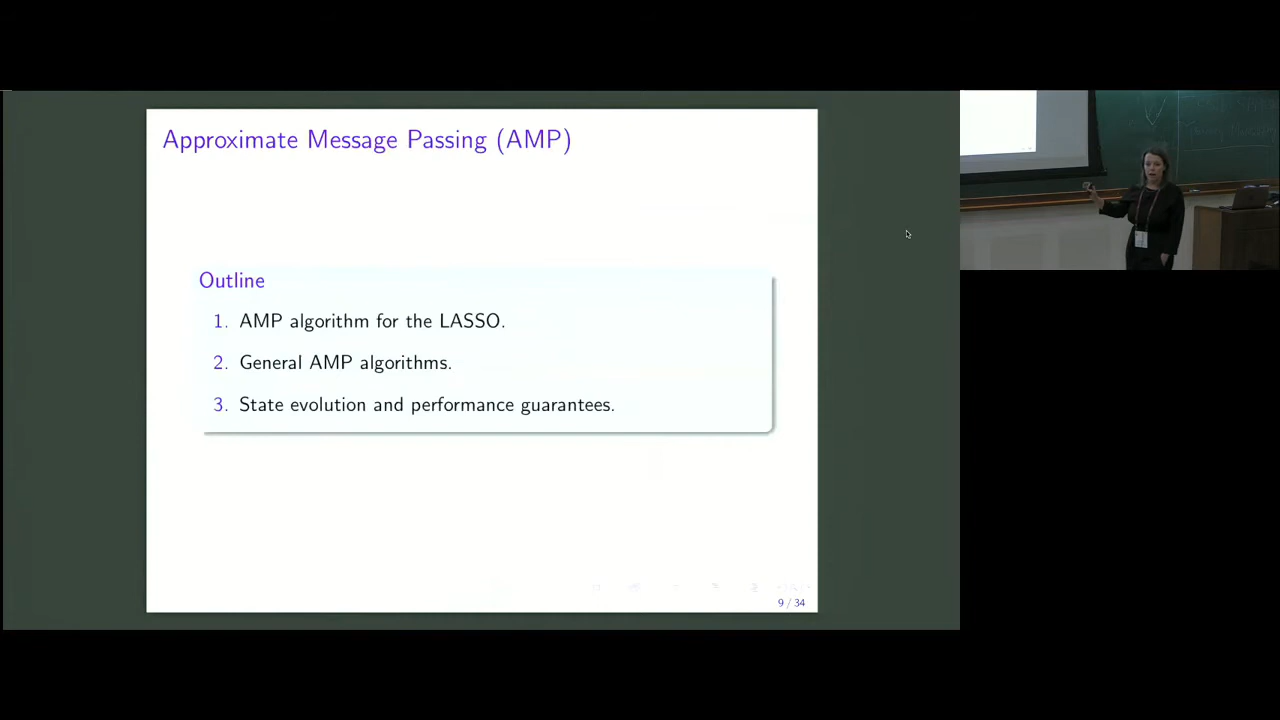 Approximate Message Passing (AMP)
Outline
1. AMP algorithm for the LASSO.
2. General AMP algorithms.
3. State evolution and performance guarantees.
9 / 34